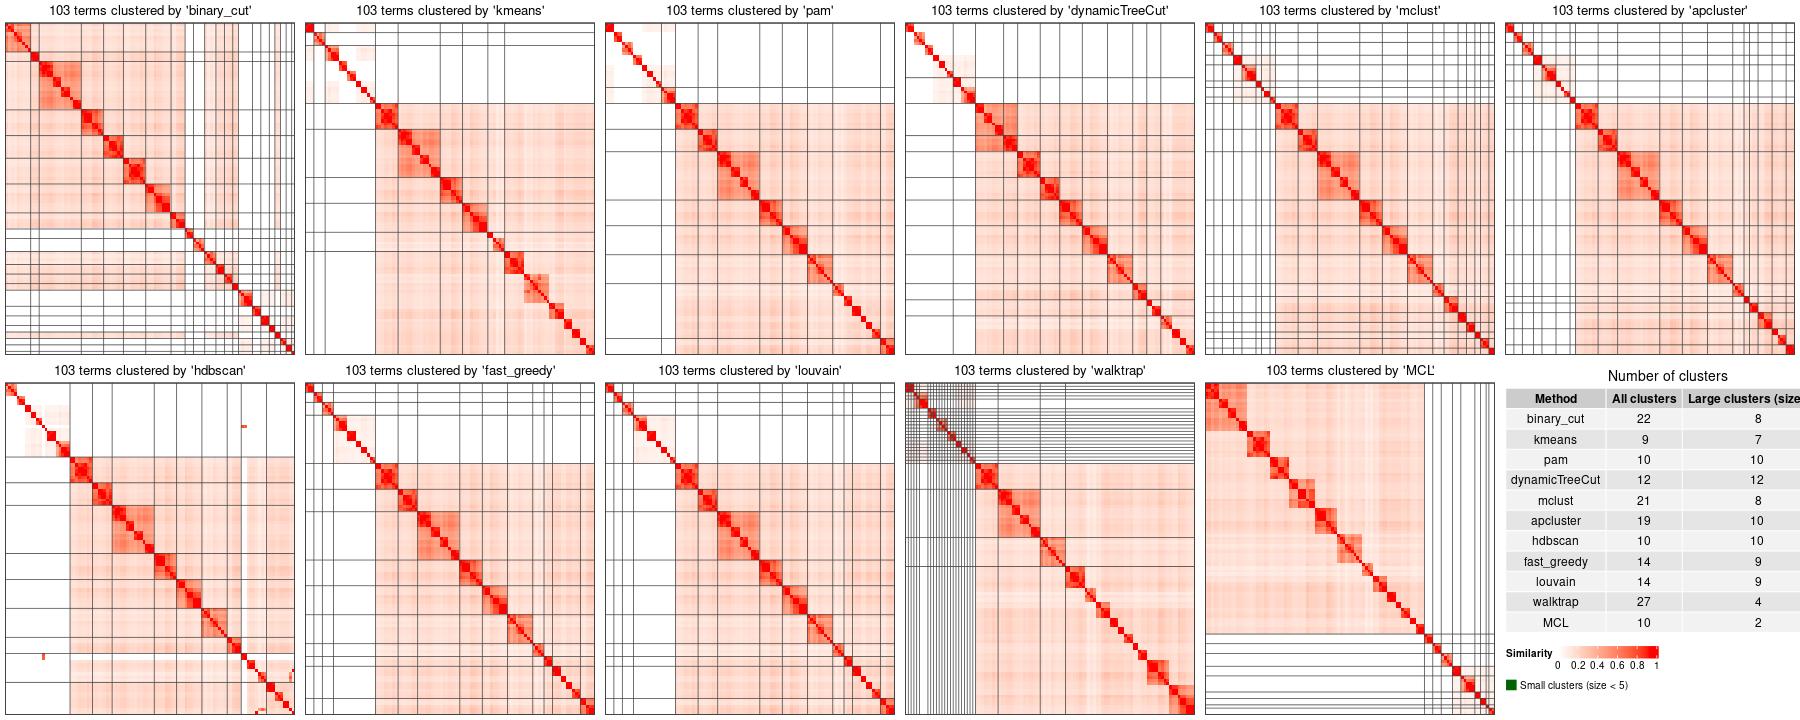 103 terms clustered by 'binary_cut'
103 terms clustered by 'kmeans'
103 terms clustered by 'pam'
103 terms clustered by 'dynamicTreeCut'
103 terms clustered by 'mclust'
103 terms clustered by 'apcluster'
103 terms clustered by 'hdbscan'
103 terms clustered by 'fast_greedy'
103 terms clustered by 'louvain'
103 terms clustered by 'walktrap'
103 terms clustered by 'MCL'
Number of clusters
Method All clusters Large clusters (size
binary_cut 22 8
kmeans 9 7
pam 10 10
dynamicTreeCut 12 12
mclust 21 8
apcluster 19 10
hdbscan 10 10
fast_greedy 14 9
louvain 14 9
walktrap 27 4
MCL 10 2
Similarity
0 0.2 0.4 0.6 0.8 1
Small clusters (size < 5)